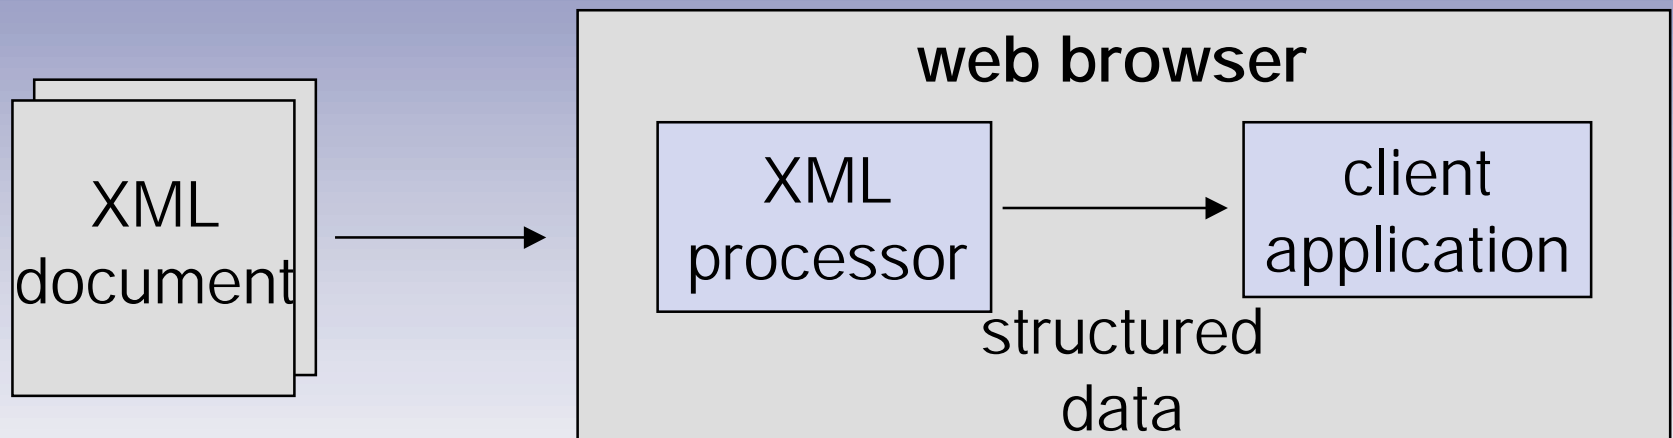 XML
document
web browser
XML
processor
client
application
structured
data